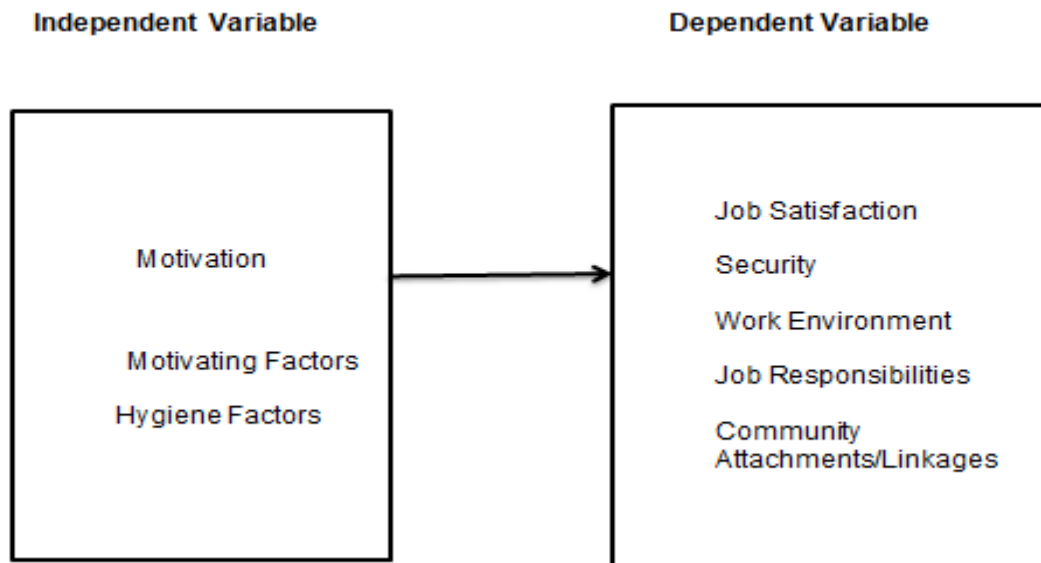 Independent Variable
Dependent Variable
Motivation
Motivating Factors
Hygiene Factors
Job Satisfaction
Security
Work Environment
Job Responsibilities
Community
Attachments/Linkages